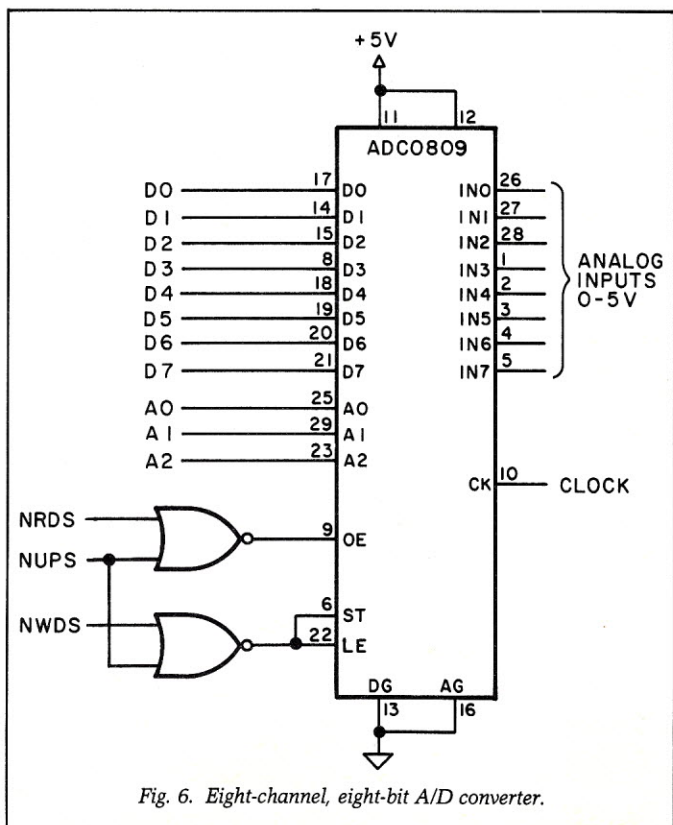 +5V
11 12
ADC0809
D0 17 D0 IN0 26
D1 14 D1 IN1 27
D2 15 D2 IN2 28
D3 8 D3 IN3 1
D4 18 D4 IN4 2
D5 19 D5 IN5 3
D6 20 D6 IN6 4
D7 21 D7 IN7 5
ANALOG
INPUTS
0-5V
A0 25 A0
A1 29 A1
A2 23 A2
CK 10 CLOCK
NRDS
NUPS
9 OE
NWDS
6 ST
22 LE
DG AG
13 16
Fig. 6. Eight-channel, eight-bit A/D converter.